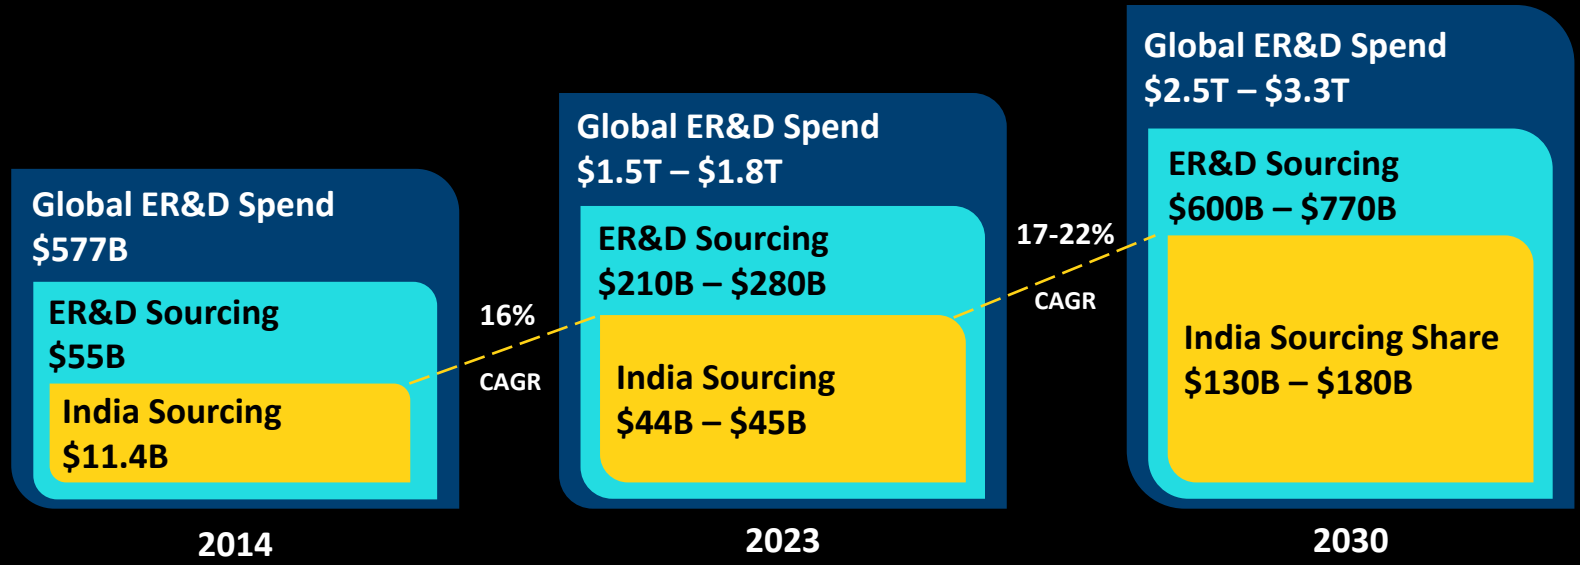 Global ER&D Spend
$577B
ER&D Sourcing
$55B
India Sourcing
$11.4B
2014
16%
CAGR
Global ER&D Spend
$1.5T – $1.8T
ER&D Sourcing
$210B – $280B
India Sourcing
$44B – $45B
2023
17-22%
CAGR
Global ER&D Spend
$2.5T – $3.3T
ER&D Sourcing
$600B – $770B
India Sourcing Share
$130B – $180B
2030